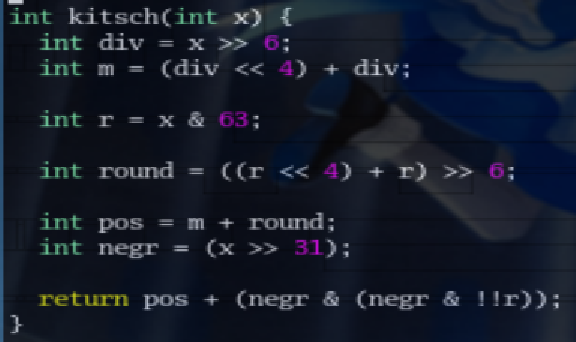 int kitsch(int x) {
  int div = x >> 6;
  int m = (div << 4) + div;

  int r = x & 63;

  int round = ((r << 4) + r) >> 6;

  int pos = m + round;
  int negr = (x >> 31);

  return pos + (negr & (negr & !!r));
}